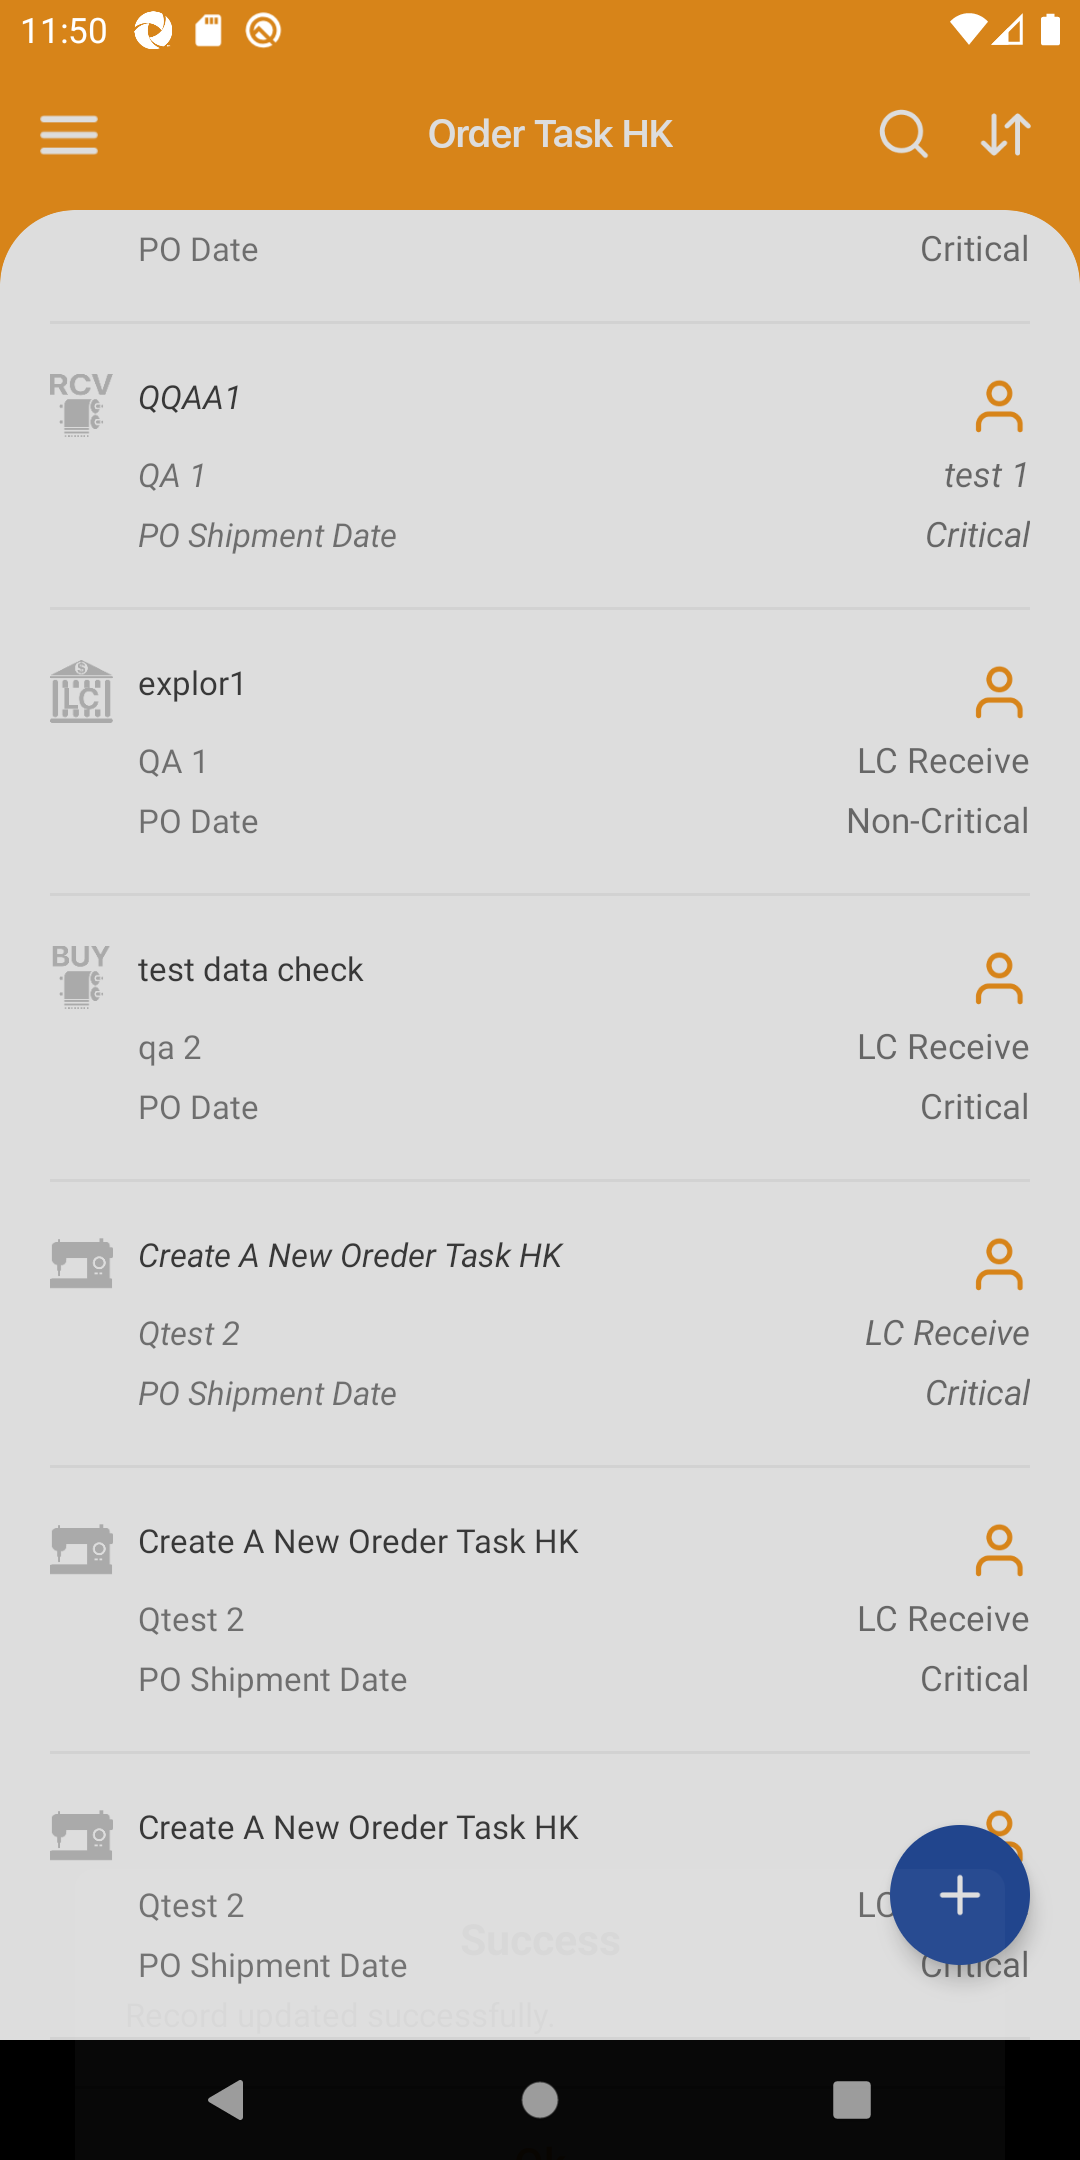 11:50
Order Task HK
PO Date Critical
RCV
QQAA1
QA 1 test 1
PO Shipment Date Critical
$
LC
explor1
QA 1 LC Receive
PO Date Non-Critical
BUY
test data check
qa 2 LC Receive
PO Date Critical
Create A New Oreder Task HK
Qtest 2 LC Receive
PO Shipment Date Critical
Create A New Oreder Task HK
Qtest 2 LC Receive
PO Shipment Date Critical
Create A New Oreder Task HK
Qtest 2 LC
PO Shipment Date Critical
Success
Record updated successfully.